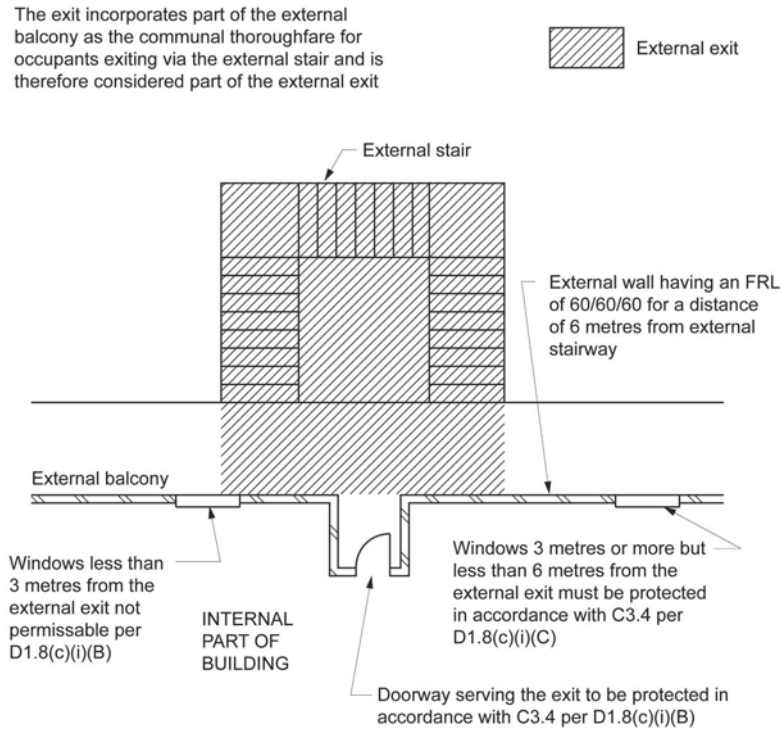 The exit incorporates part of the external
balcony as the communal thoroughfare for
occupants exiting via the external stair and is
therefore considered part of the external exit
External exit
External stair
External wall having an FRL
of 60/60/60 for a distance
of 6 metres from external
stairway
External balcony
Windows less than
3 metres from the
external exit not
permissable per
D1.8(c)(i)(B)
INTERNAL
PART OF
BUILDING
Windows 3 metres or more but
less than 6 metres from the
external exit must be protected
in accordance with C3.4 per
D1.8(c)(i)(C)
Doorway serving the exit to be protected in
accordance with C3.4 per D1.8(c)(i)(B)